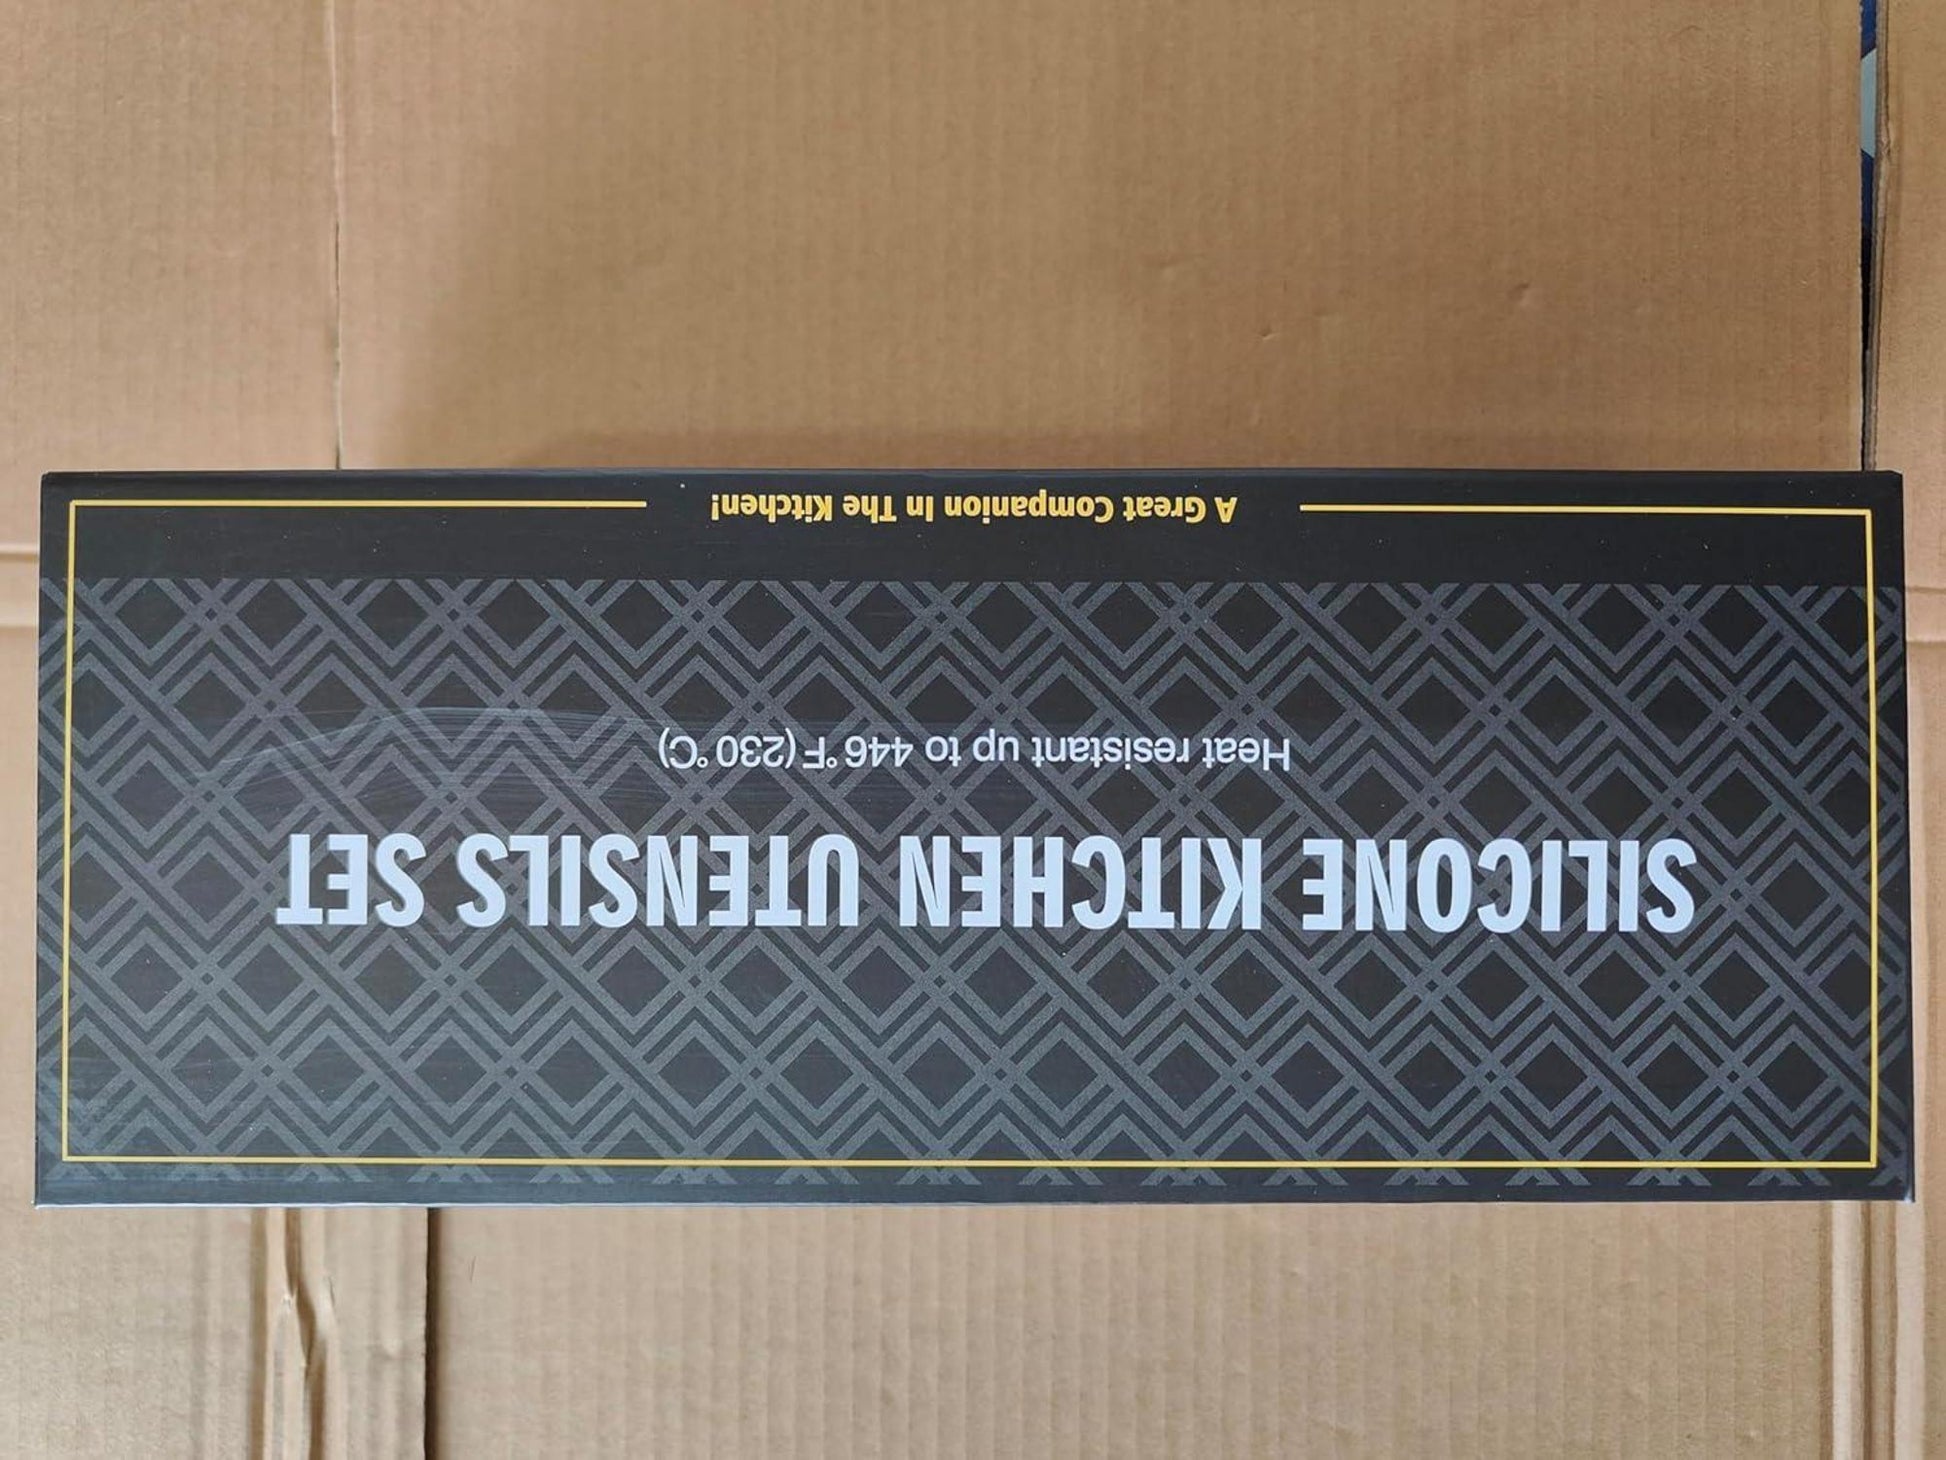 SILICONE KITCHEN UTENSILS SET
Heat resistant up to 446°F (230°C)
A Great Companion In The Kitchen!